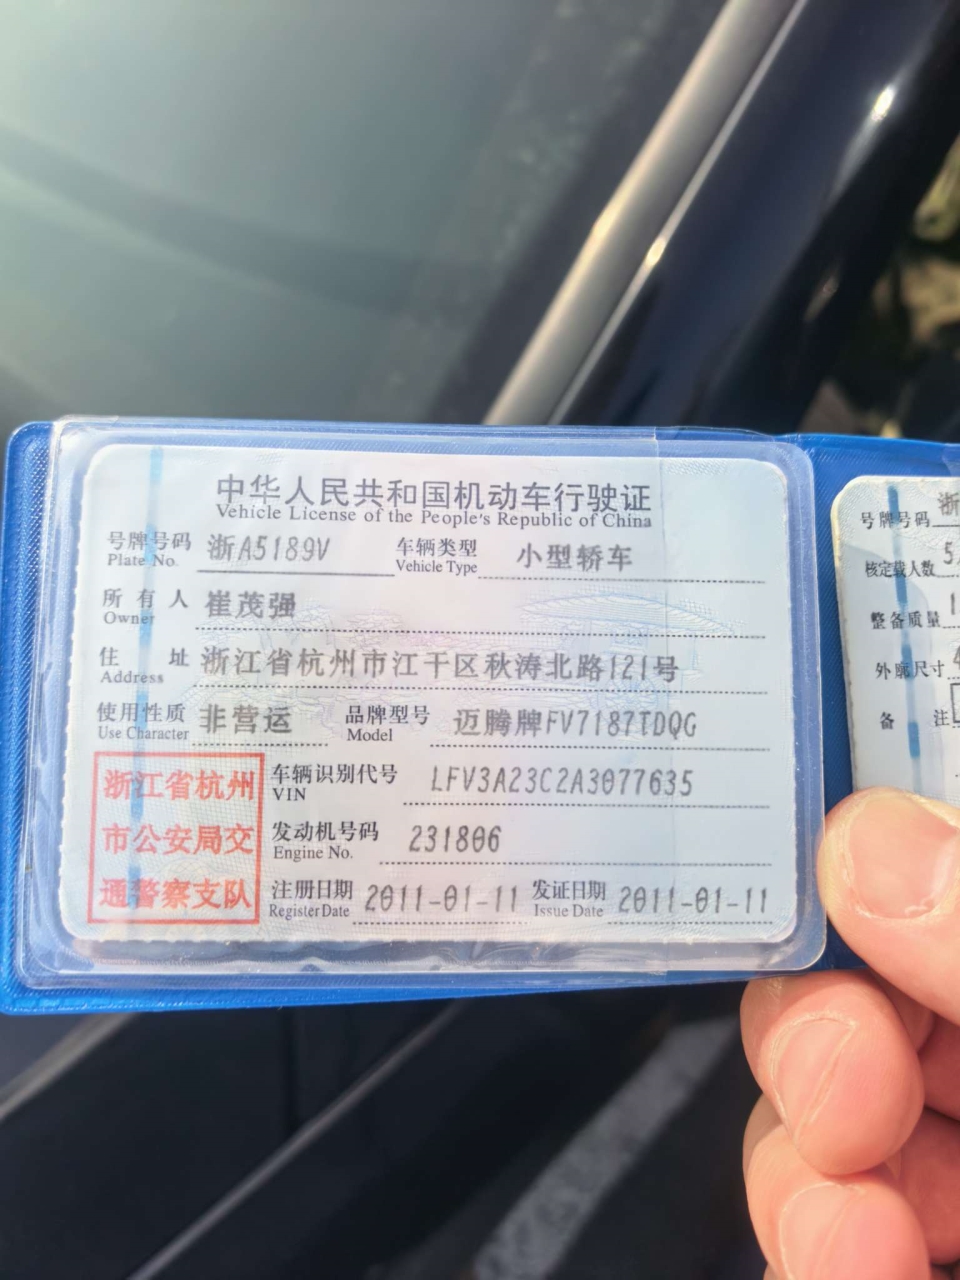 中华人民共和国机动车行驶证
Vehicle License of the People's Republic of China
号牌号码 浙A5189V 车辆类型 小型轿车
Plate No. Vehicle Type
所有人 崔茂强
Owner
住址 浙江省杭州市江干区秋涛北路121号
Address
使用性质 非营运 品牌型号 迈腾牌FV7187TDQG
Use Character Model
浙江省杭州
市公安局交
通警察支队
车辆识别代号 LFV3A23C2A3077635
VIN
发动机号码 231806
Engine No.
注册日期 2011-01-11 发证日期 2011-01-11
Register Date Issue Date
号牌号码 浙
核定载人数 5
整备质量 1
外廓尺寸 4
备注